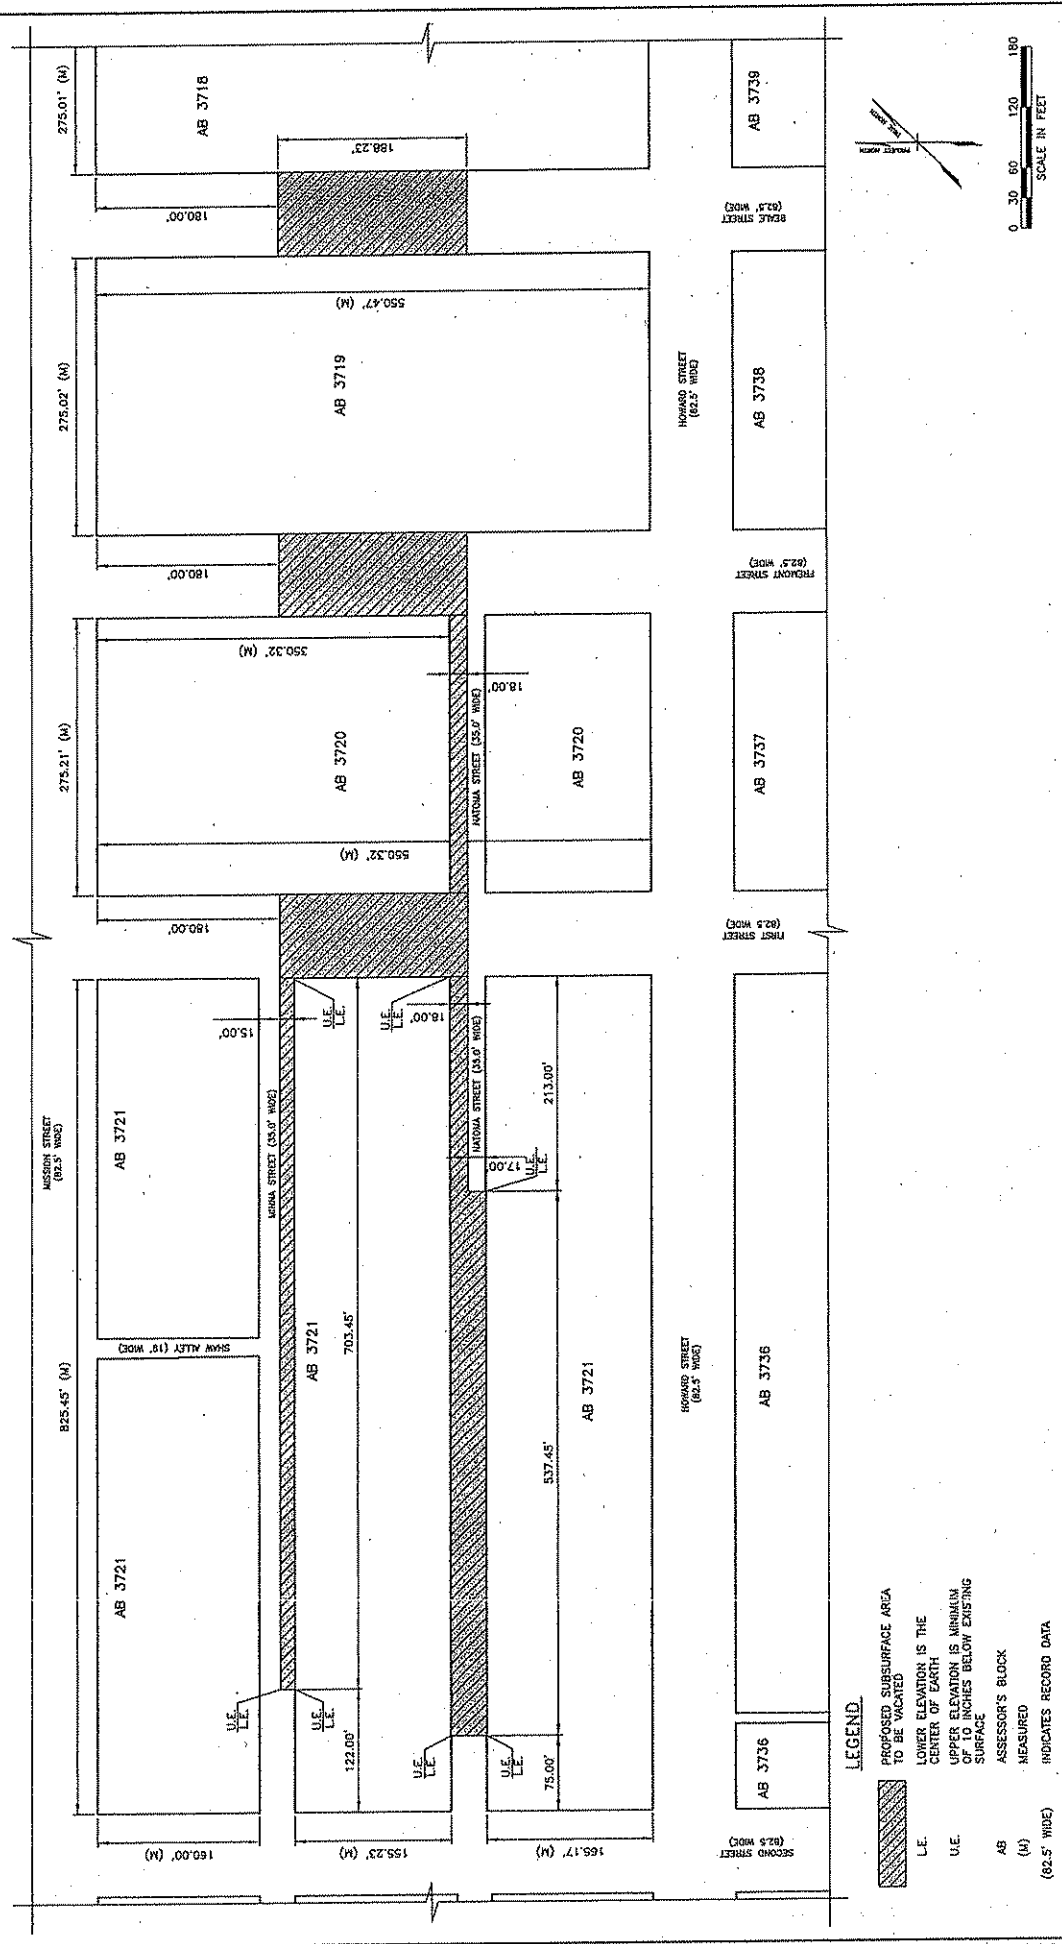 275.01' (M)
AB 3718
188.23'
180.00'
AB 3739
BEALE STREET
(82.5' WIDE)
275.02' (M)
550.47' (M)
AB 3719
HOWARD STREET
(82.5' WIDE)
AB 3738
180.00'
FREMONT STREET
(82.5' WIDE)
275.21' (M)
350.32' (M)
AB 3720
550.32' (M)
18.00'
NATOMA STREET (35.0' WIDE)
AB 3720
AB 3737
180.00'
FIRST STREET
(82.5 WIDE)
MISSION STREET
(82.5' WIDE)
825.45' (M)
AB 3721
SHAW ALLEY (19' WIDE)
AB 3721
MINNA STREET (35.0' WIDE)
15.00'
U.E.
L.E.
U.E.
L.E.
18.00'
AB 3721
703.45'
122.00'
U.E.
L.E.
U.E.
L.E.
NATOMA STREET (35.0' WIDE)
17.00'
U.E.
L.E.
213.00'
537.45'
AB 3721
75.00'
U.E.
L.E.
U.E.
L.E.
HOWARD STREET
(82.5' WIDE)
AB 3736
AB 3736
160.00' (M)
155.23' (M)
165.17' (M)
SECOND STREET
(82.5 WIDE)
PROJECT NORTH
TRUE NORTH
0 30 60 120 180
SCALE IN FEET
LEGEND
PROPOSED SUBSURFACE AREA
TO BE VACATED
L.E. LOWER ELEVATION IS THE
CENTER OF EARTH
U.E. UPPER ELEVATION IS MINIMUM
OF 10 INCHES BELOW EXISTING
SURFACE
AB ASSESSOR'S BLOCK
(M) MEASURED
(82.5' WIDE) INDICATES RECORD DATA